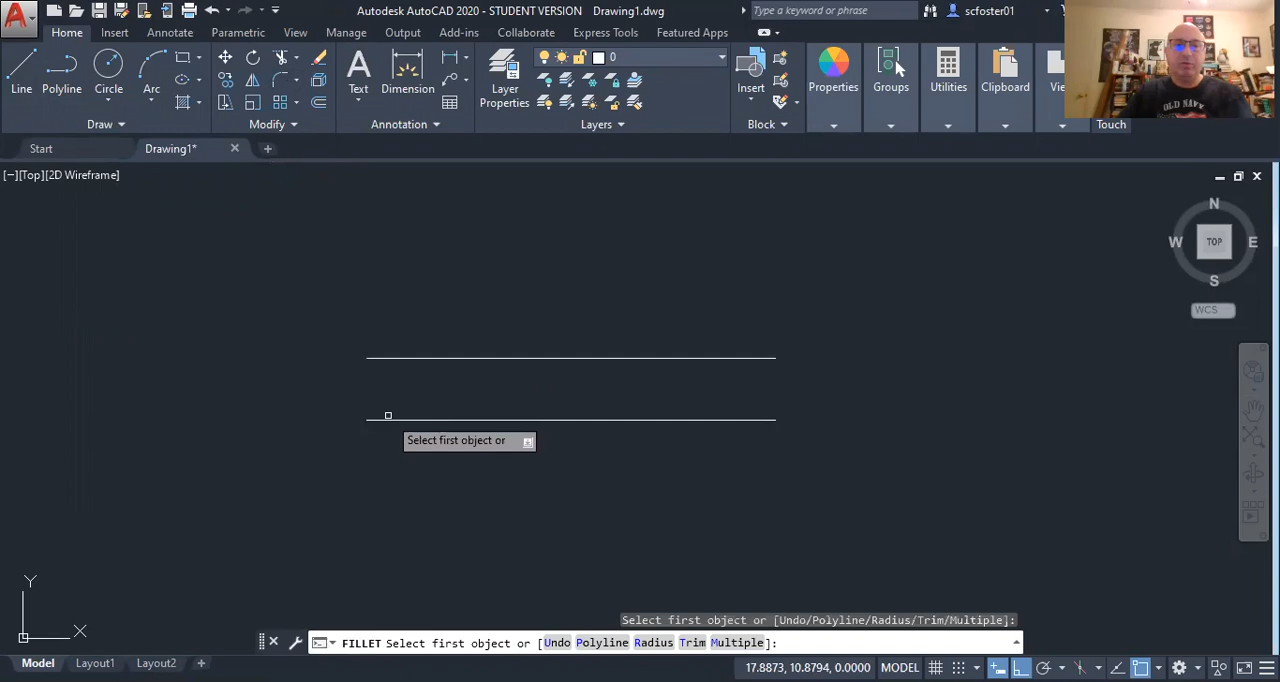 Autodesk AutoCAD 2020 - STUDENT VERSION Drawing1.dwg
Type a keyword or phrase
scfoster01
Home Insert Annotate Parametric View Manage Output Add-ins Collaborate Express Tools Featured Apps
0
Line Polyline Circle Arc Text Dimension Layer Properties Insert Properties Groups Utilities Clipboard Vie
Draw Modify Annotation Layers Block Touch
Start Drawing1*
[−][Top][2D Wireframe]
N
W TOP E
S
WCS
Select first object or
Y
X
Select first object or [Undo/Polyline/Radius/Trim/Multiple]:
FILLET Select first object or [Undo Polyline Radius Trim Multiple]:
Model Layout1 Layout2
17.8873, 10.8794, 0.0000 MODEL
OLD NAVY